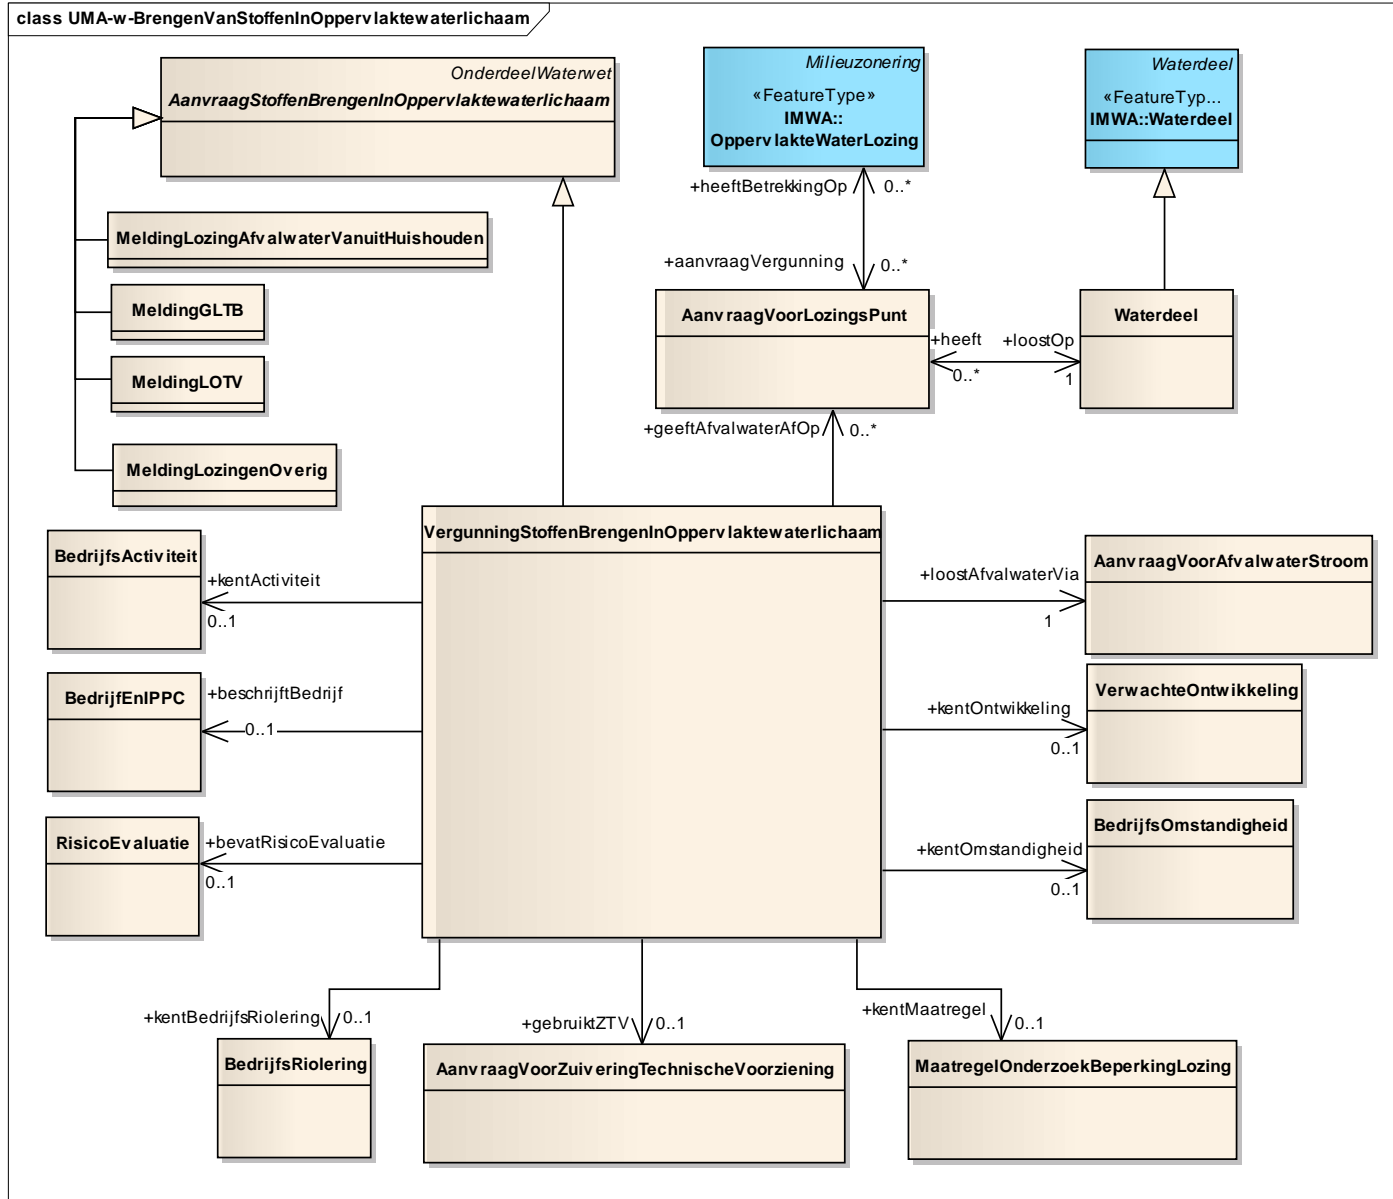 class UMA-w-BrengenVanStoffenInOppervlaktewaterlichaam
OnderdeelWaterwet
AanvraagStoffenBrengenInOppervlaktewaterlichaam
Milieuzonering
«FeatureType»
IMWA::
OppervlakteWaterLozing
Waterdeel
«FeatureTyp...
IMWA::Waterdeel
+heeftBetrekkingOp
0..*
MeldingLozingAfvalwaterVanuitHuishouden
+aanvraagVergunning
0..*
MeldingGLTB
AanvraagVoorLozingsPunt
Waterdeel
+heeft
+loostOp
0..*
1
MeldingLOTV
+geeftAfvalwaterAfOp
0..*
MeldingLozingenOverig
VergunningStoffenBrengenInOppervlaktewaterlichaam
BedrijfsActiviteit
+kentActiviteit
0..1
+loostAfvalwaterVia
1
AanvraagVoorAfvalwaterStroom
BedrijfEnIPPC
+beschrijftBedrijf
0..1
+kentOntwikkeling
0..1
VerwachteOntwikkeling
RisicoEvaluatie
+bevatRisicoEvaluatie
0..1
+kentOmstandigheid
0..1
BedrijfsOmstandigheid
+kentBedrijfsRiolering
0..1
+gebruiktZTV
0..1
+kentMaatregel
0..1
BedrijfsRiolering
AanvraagVoorZuiveringTechnischeVoorziening
MaatregelOnderzoekBeperkingLozing